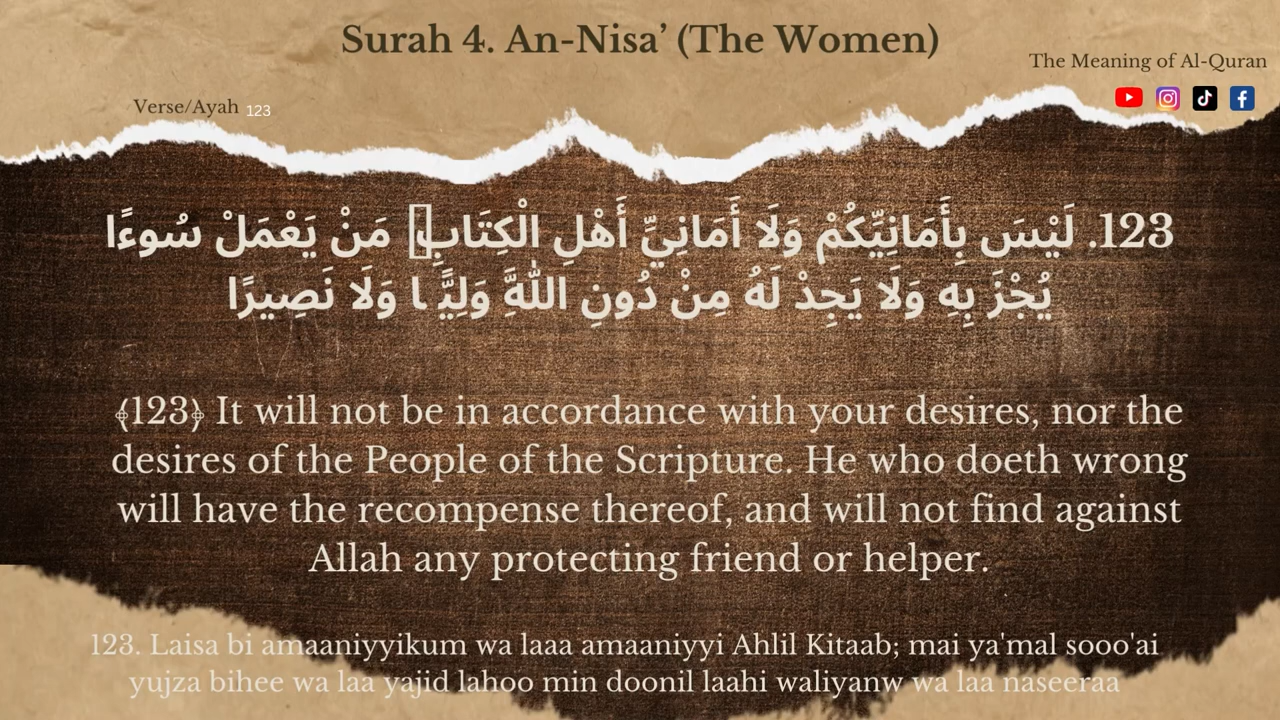 Surah 4. An-Nisa’ (The Women)
The Meaning of Al-Quran
Verse/Ayah 123
123. لَيْسَ بِأَمَانِيِّكُمْ وَلَا أَمَانِيِّ أَهْلِ الْكِتَابِ مَنْ يَعْمَلْ سُوءًا
يُجْزَ بِهِ وَلَا يَجِدْ لَهُ مِنْ دُونِ اللَّهِ وَلِيًّا وَلَا نَصِيرًا
﴾123﴿ It will not be in accordance with your desires, nor the
desires of the People of the Scripture. He who doeth wrong
will have the recompense thereof, and will not find against
Allah any protecting friend or helper.
123. Laisa bi amaaniyyikum wa laaa amaaniyyi Ahlil Kitaab; mai ya'mal sooo'ai
yujza bihee wa laa yajid lahoo min doonil laahi waliyanw wa laa naseeraa